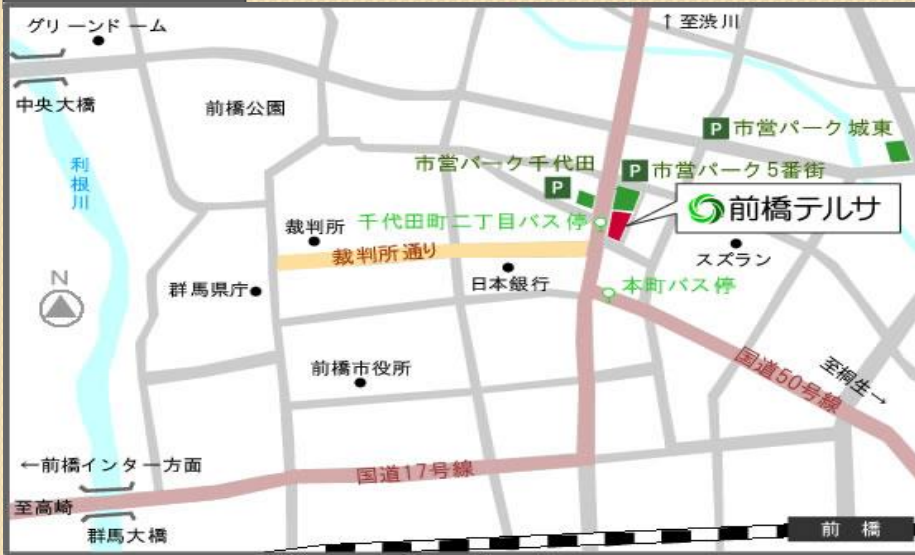 グリーンドーム
↑至渋川
中央大橋
前橋公園
P 市営パーク城東
利根川
市営パーク千代田
P
P 市営パーク5番街
前橋テルサ
千代田町二丁目バス停
裁判所
裁判所通り
スズラン
N
群馬県庁
日本銀行
本町バス停
前橋市役所
国道50号線
至桐生→
←前橋インター方面
国道17号線
至高崎
群馬大橋
前橋